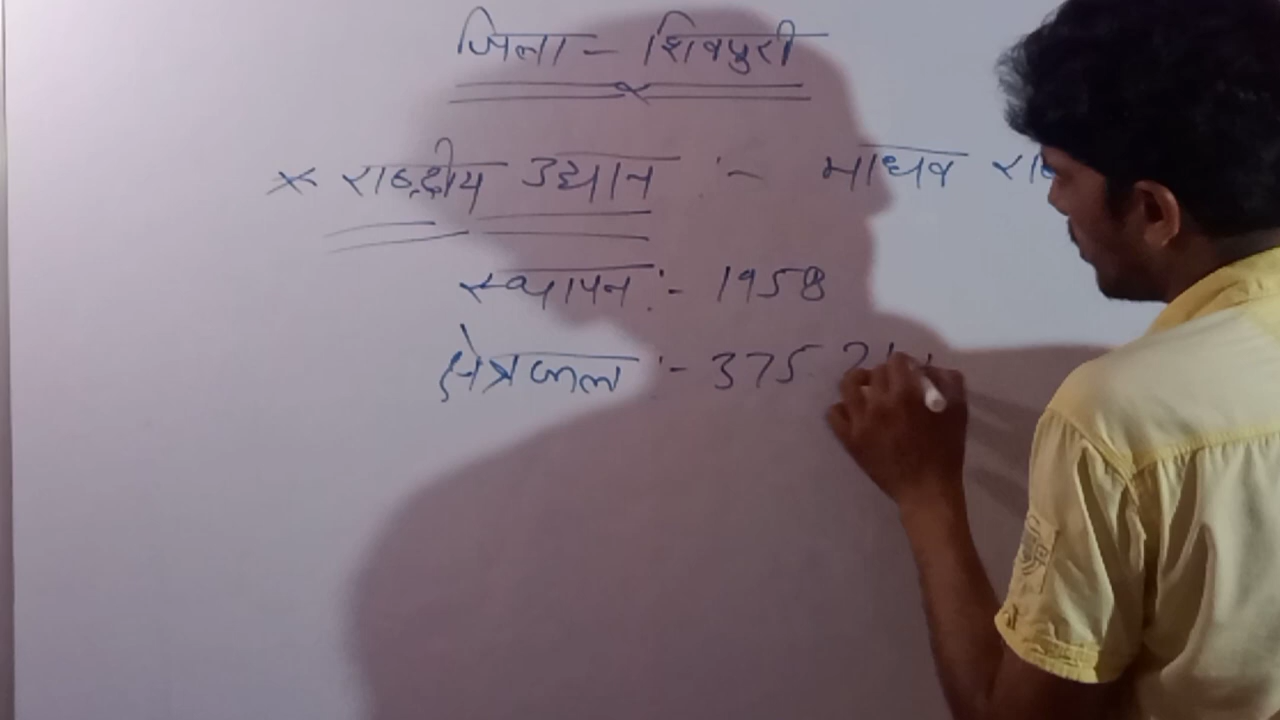 जिला - शिवपुरी
* राष्ट्रीय उद्यान :- माधव
स्थापन :- 1958
क्षेत्रफल :- 375